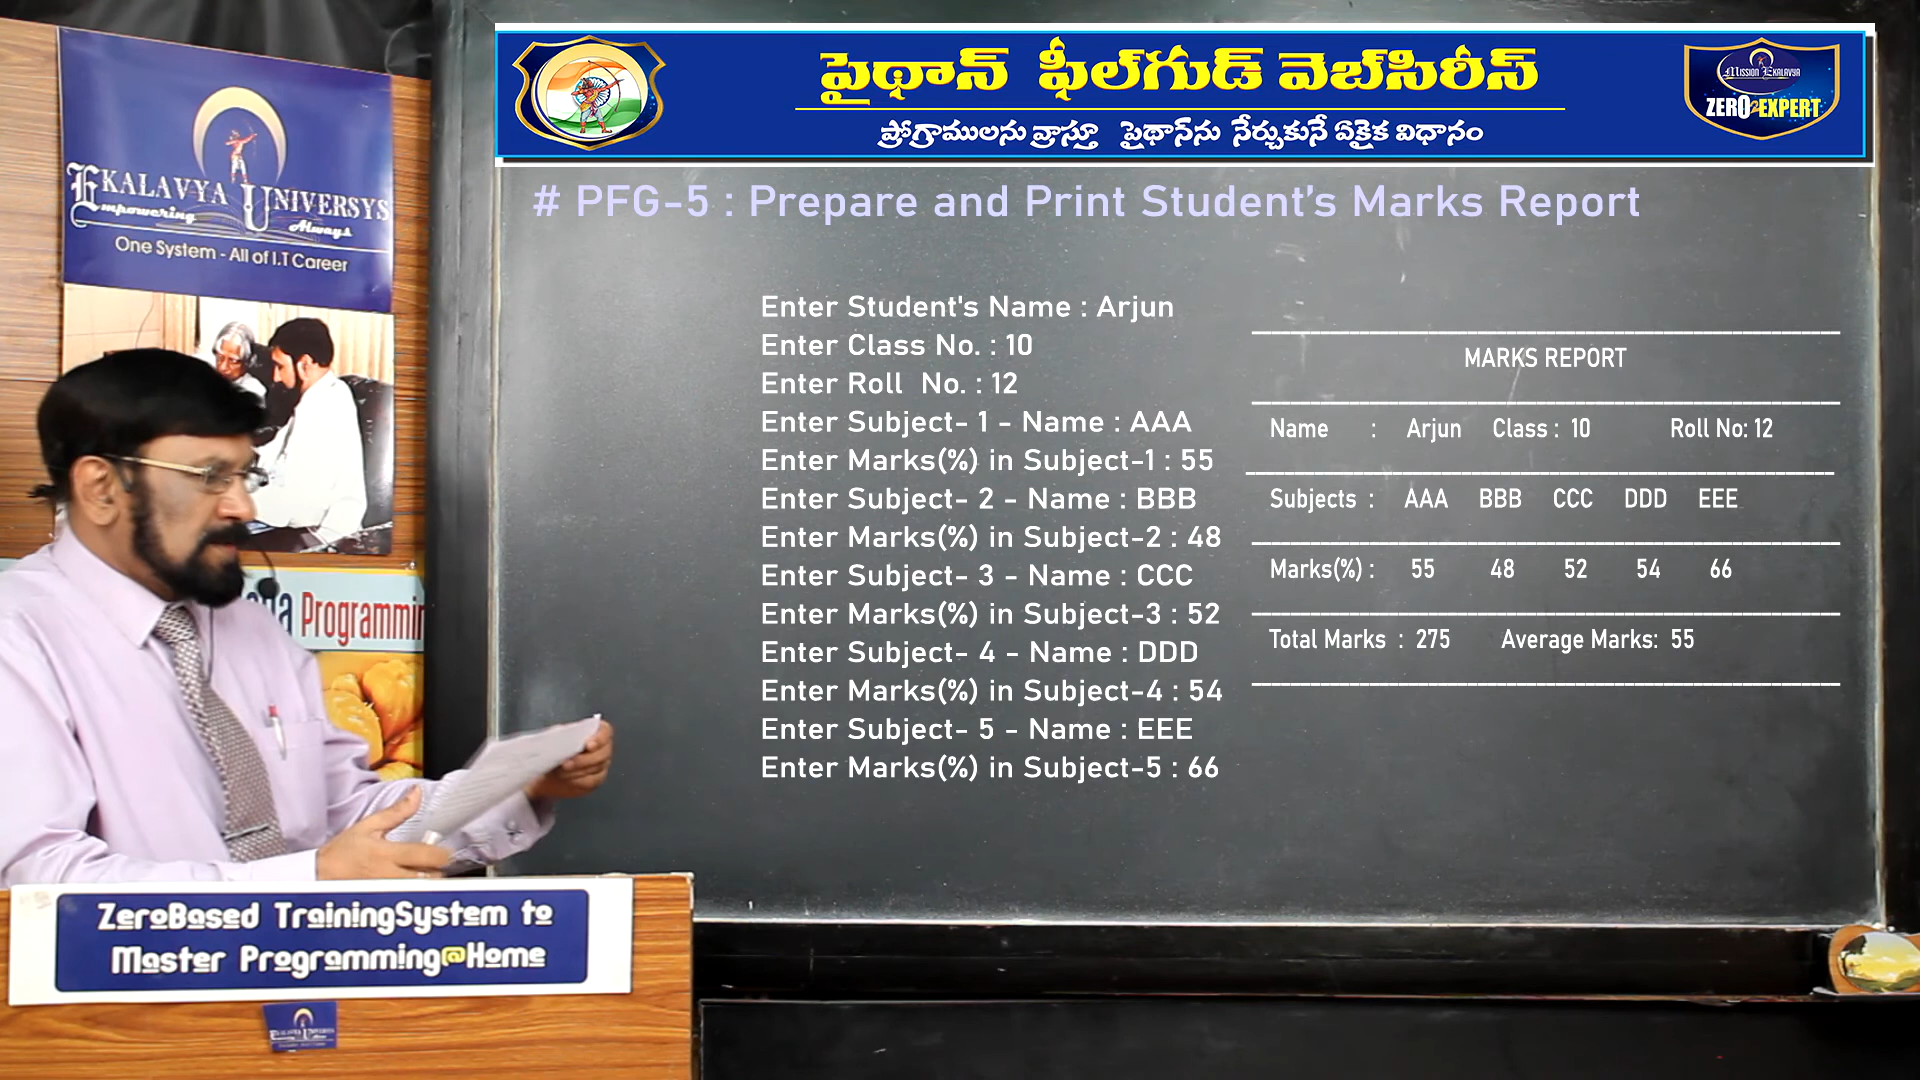 EKALAVYA UNIVERSYS
Empowering Always
One System - All of I.T Career
Programmin
ZeroBased TrainingSystem to
Master Programming@Home
పైథాన్ ఫీల్‌గుడ్ వెబ్‌సిరీస్
ప్రోగ్రాములను వ్రాస్తూ పైథాన్‌ను నేర్చుకునే ఏకైక విధానం
MISSION EKALAVYA
ZERO2EXPERT
# PFG-5 : Prepare and Print Student's Marks Report
Enter Student's Name : Arjun
Enter Class No. : 10
Enter Roll No. : 12
Enter Subject- 1 - Name : AAA
Enter Marks(%) in Subject-1 : 55
Enter Subject- 2 - Name : BBB
Enter Marks(%) in Subject-2 : 48
Enter Subject- 3 - Name : CCC
Enter Marks(%) in Subject-3 : 52
Enter Subject- 4 - Name : DDD
Enter Marks(%) in Subject-4 : 54
Enter Subject- 5 - Name : EEE
Enter Marks(%) in Subject-5 : 66
MARKS REPORT
Name : Arjun Class : 10 Roll No: 12
Subjects : AAA BBB CCC DDD EEE
Marks(%) : 55 48 52 54 66
Total Marks : 275 Average Marks: 55